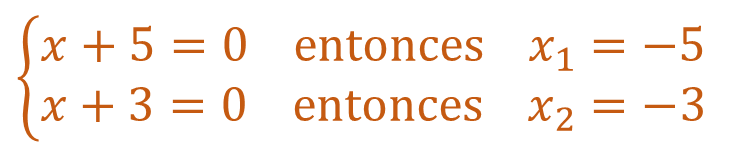 x + 5 = 0 entonces x₁ = −5
x + 3 = 0 entonces x₂ = −3